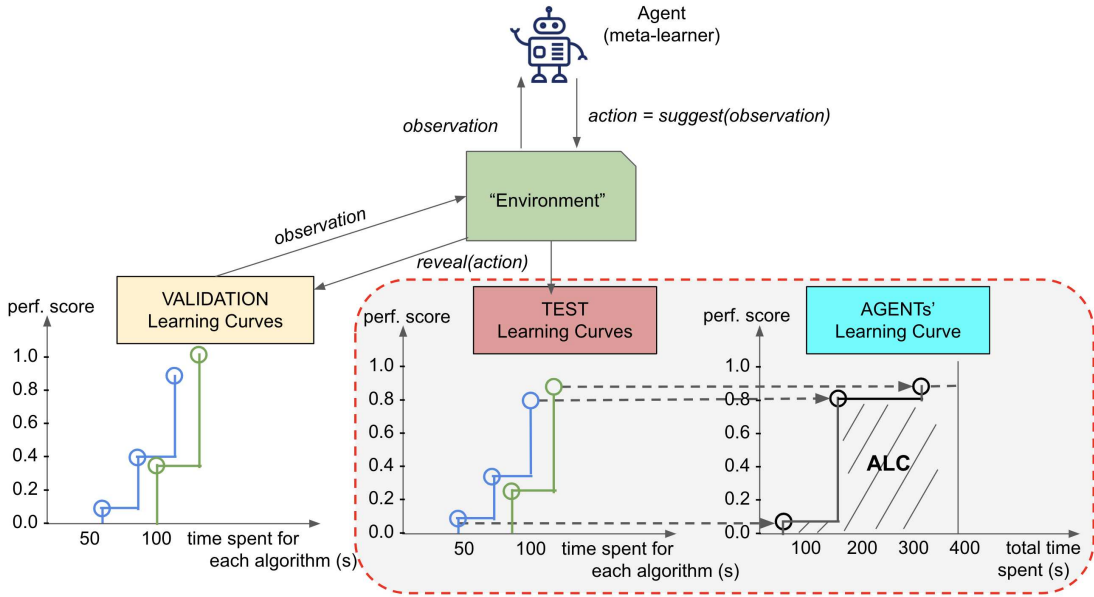 Agent
(meta-learner)
observation
action = suggest(observation)
“Environment”
observation
reveal(action)
VALIDATION
Learning Curves
perf. score
1.0
0.8
0.6
0.4
0.2
0.0
50
100
time spent for
each algorithm (s)
TEST
Learning Curves
perf. score
1.0
0.8
0.6
0.4
0.2
0.0
50
100
time spent for
each algorithm (s)
AGENTs’
Learning Curve
perf. score
1.0
0.8
0.6
0.4
0.2
0.0
ALC
100
200
300
400
total time
spent (s)